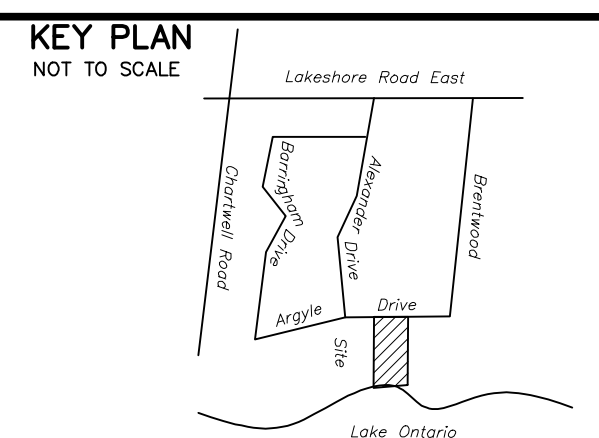 KEY PLAN
NOT TO SCALE
Lakeshore Road East
Chartwell Road
Barringham Drive
Alexander Drive
Brentwood
Argyle Drive
Site
Lake Ontario